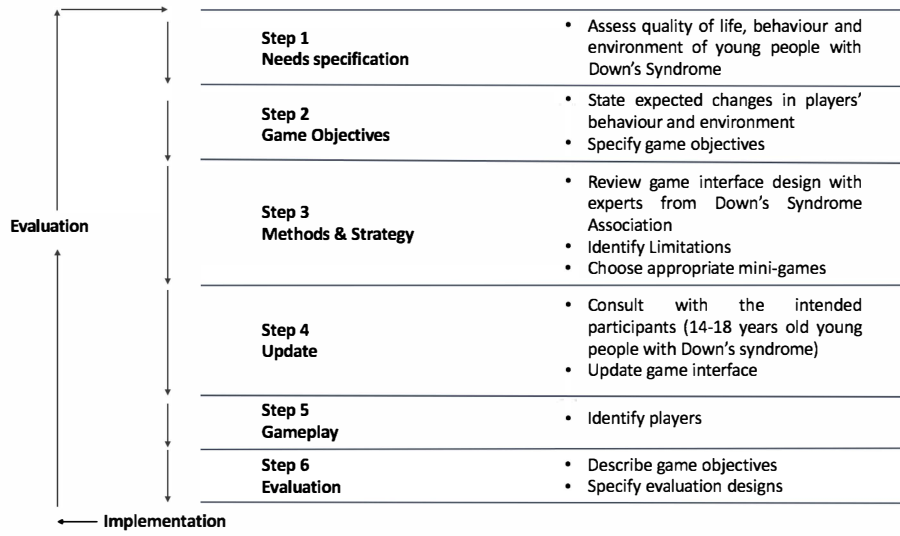 Step 1
Needs specification
• Assess quality of life, behaviour and
environment of young people with
Down's Syndrome
Step 2
Game Objectives
• State expected changes in players'
behaviour and environment
• Specify game objectives
Step 3
Methods & Strategy
• Review game interface design with
experts from Down's Syndrome
Association
• Identify Limitations
• Choose appropriate mini-games
Evaluation
Step 4
Update
• Consult with the intended
participants (14-18 years old young
people with Down's syndrome)
• Update game interface
Step 5
Gameplay
• Identify players
Step 6
Evaluation
• Describe game objectives
• Specify evaluation designs
Implementation